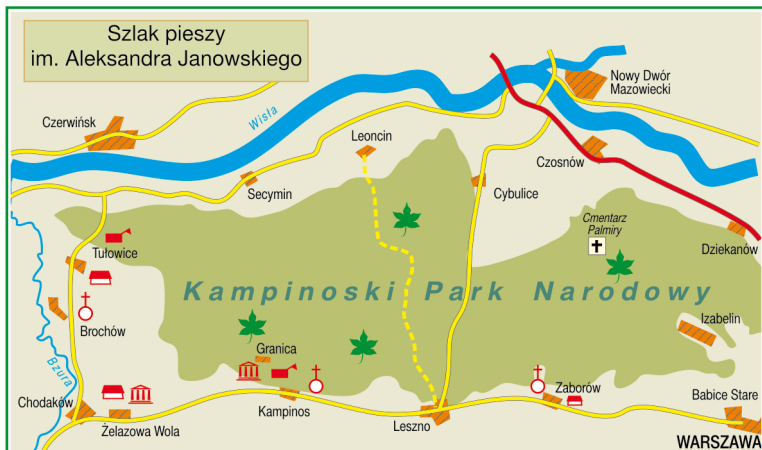 Szlak pieszy
im. Aleksandra Janowskiego
Nowy Dwór
Mazowiecki
Czerwińsk
Wisła
Leoncin
Czosnów
Secymin
Cybulice
Cmentarz
Palmiry
Dziekanów
Tułowice
Kampinoski Park Narodowy
Izabelin
Brochów
Granica
Bzura
Chodaków
Kampinos
Zaborów
Babice Stare
Żelazowa Wola
Leszno
WARSZAWA